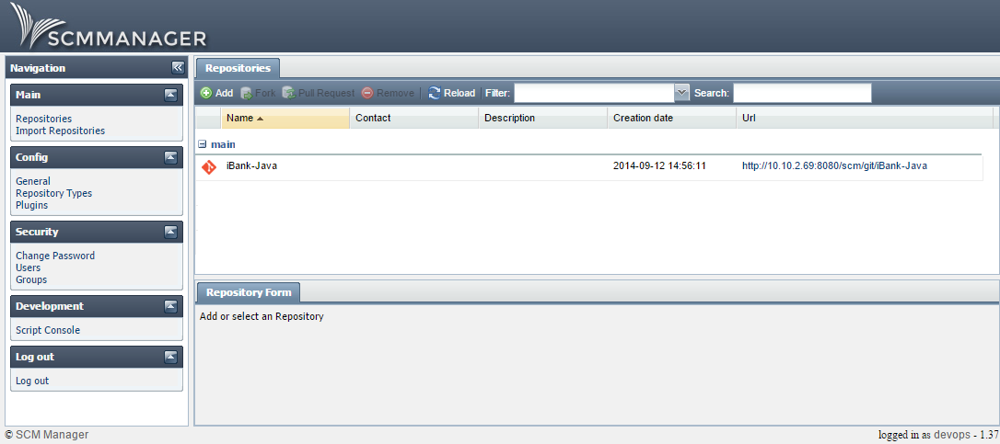 SCMMANAGER
Navigation
Main
Repositories
Import Repositories
Config
General
Repository Types
Plugins
Security
Change Password
Users
Groups
Development
Script Console
Log out
Log out
Repositories
Add Fork Pull Request Remove Reload Filter: Search:
Name Contact Description Creation date Url
main
iBank-Java 2014-09-12 14:56:11 http://10.10.2.69:8080/scm/git/iBank-Java
Repository Form
Add or select an Repository
© SCM Manager
logged in as devops - 1.37